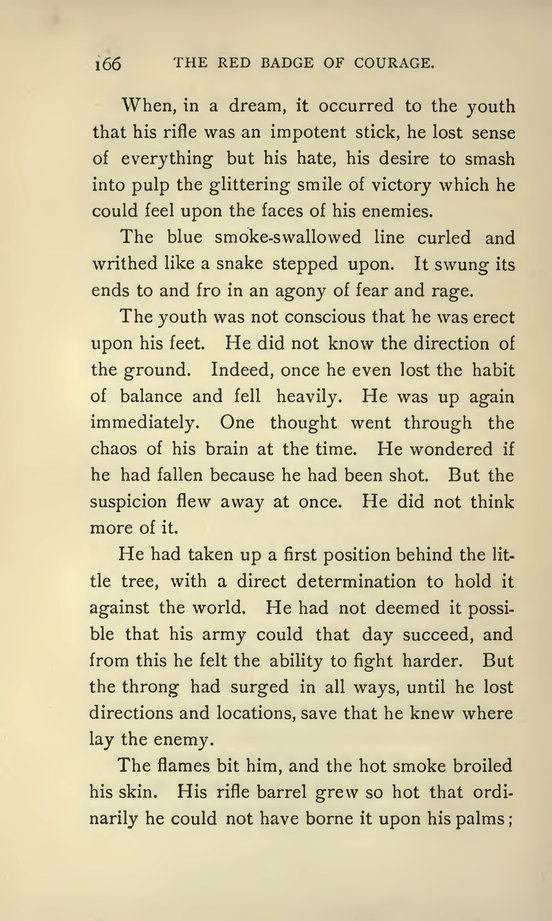 166 THE RED BADGE OF COURAGE.
When, in a dream, it occurred to the youth
that his rifle was an impotent stick, he lost sense
of everything but his hate, his desire to smash
into pulp the glittering smile of victory which he
could feel upon the faces of his enemies.
The blue smoke-swallowed line curled and
writhed like a snake stepped upon. It swung its
ends to and fro in an agony of fear and rage.
The youth was not conscious that he was erect
upon his feet. He did not know the direction of
the ground. Indeed, once he even lost the habit
of balance and fell heavily. He was up again
immediately. One thought went through the
chaos of his brain at the time. He wondered if
he had fallen because he had been shot. But the
suspicion flew away at once. He did not think
more of it.
He had taken up a first position behind the lit-
tle tree, with a direct determination to hold it
against the world. He had not deemed it possi-
ble that his army could that day succeed, and
from this he felt the ability to fight harder. But
the throng had surged in all ways, until he lost
directions and locations, save that he knew where
lay the enemy.
The flames bit him, and the hot smoke broiled
his skin. His rifle barrel grew so hot that ordi-
narily he could not have borne it upon his palms;